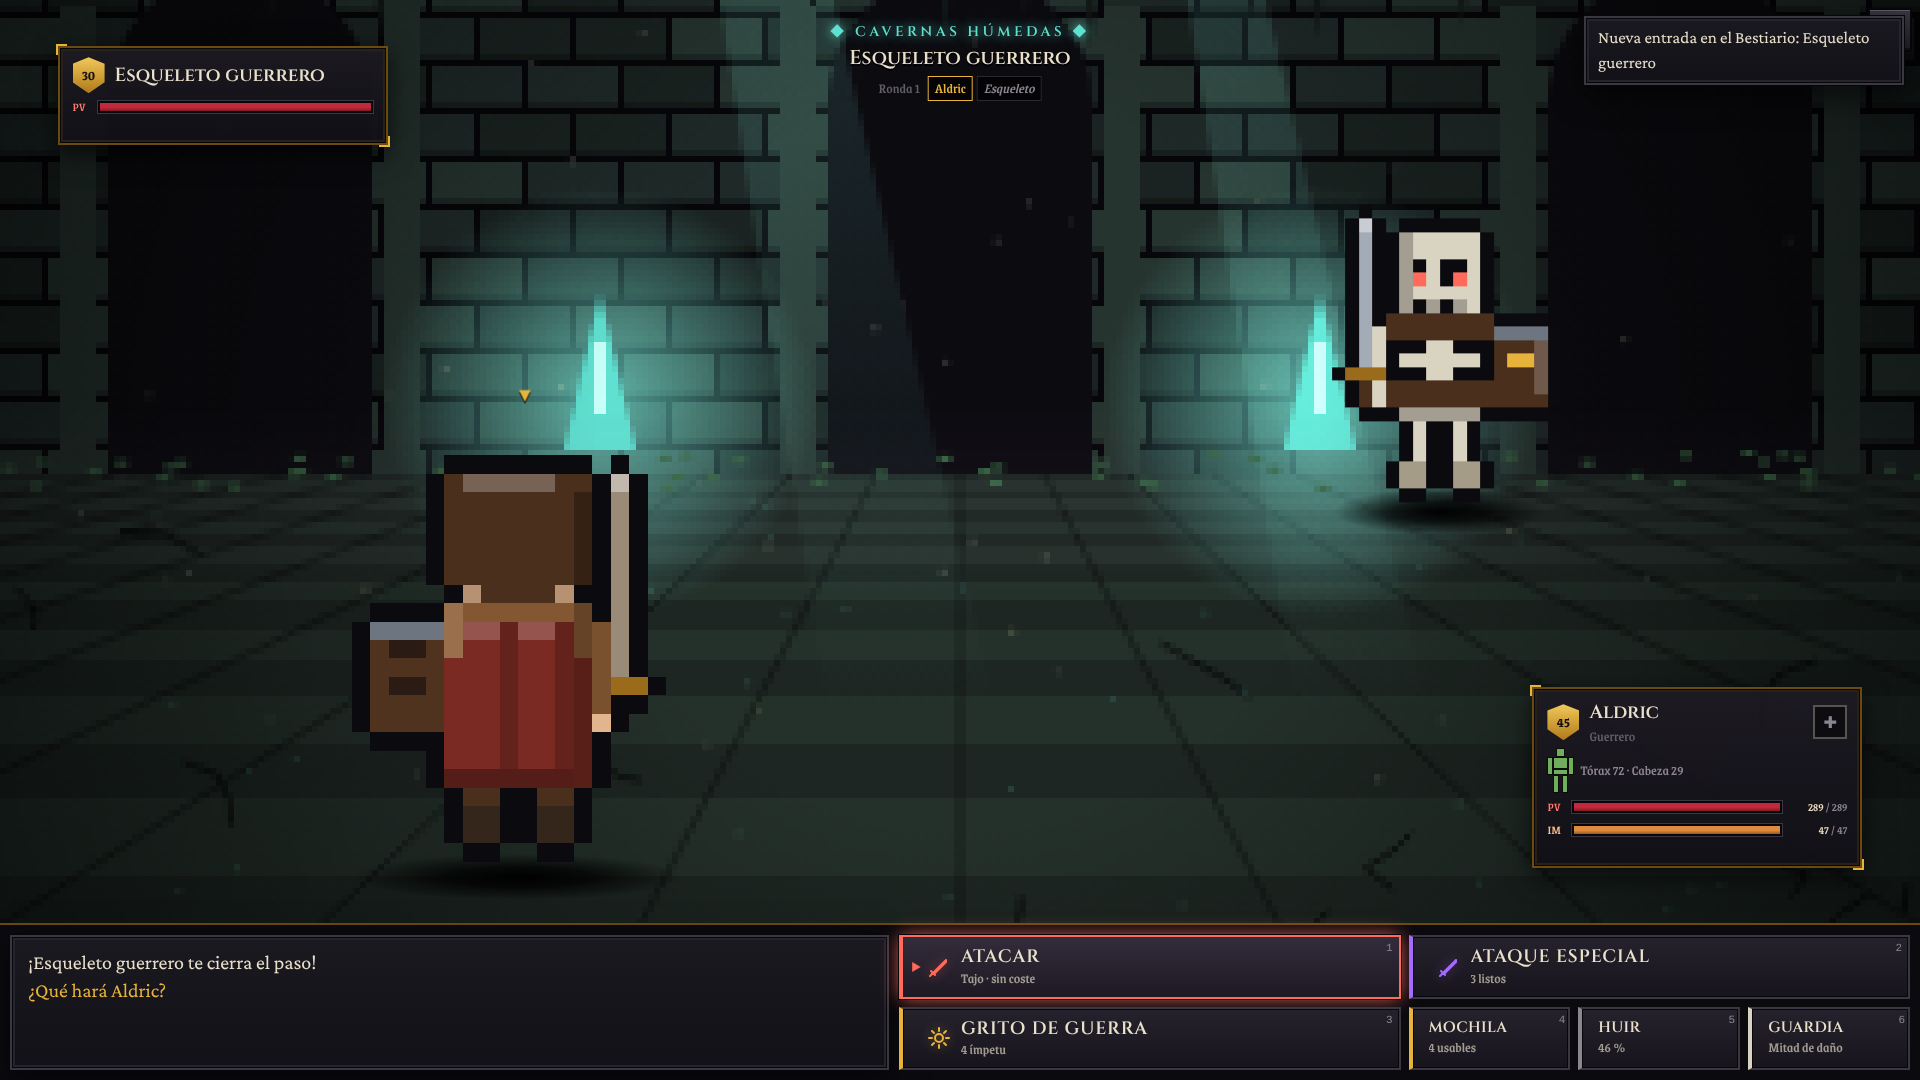 30
ESQUELETO GUERRERO
PV
CAVERNAS HÚMEDAS
ESQUELETO GUERRERO
Ronda 1 Aldric Esqueleto
Nueva entrada en el Bestiario: Esqueleto
guerrero
45
ALDRIC
+
Guerrero
Tórax 72 · Cabeza 29
PV 289 / 289
IM 47 / 47
¡Esqueleto guerrero te cierra el paso!
¿Qué hará Aldric?
ATACAR 1
Tajo · sin coste
ATAQUE ESPECIAL 2
3 listos
GRITO DE GUERRA 3
4 ímpetu
MOCHILA 4
4 usables
HUIR 5
46 %
GUARDIA 6
Mitad de daño